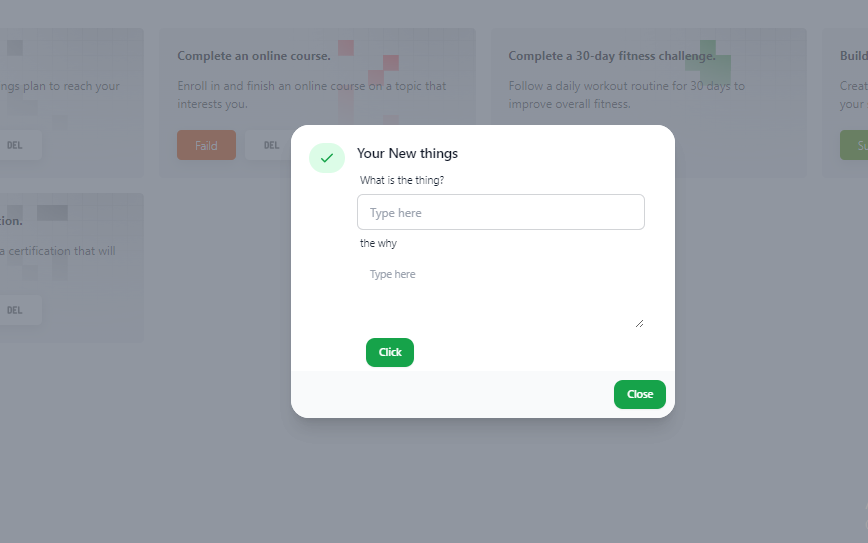 ngs plan to reach your
DEL
Complete an online course.
Enroll in and finish an online course on a topic that
interests you.
Faild
DEL
Complete a 30-day fitness challenge.
Follow a daily workout routine for 30 days to
improve overall fitness.
Build
Creat
your
Su
tion.
a certification that will
DEL
Your New things
What is the thing?
Type here
the why
Type here
Click
Close